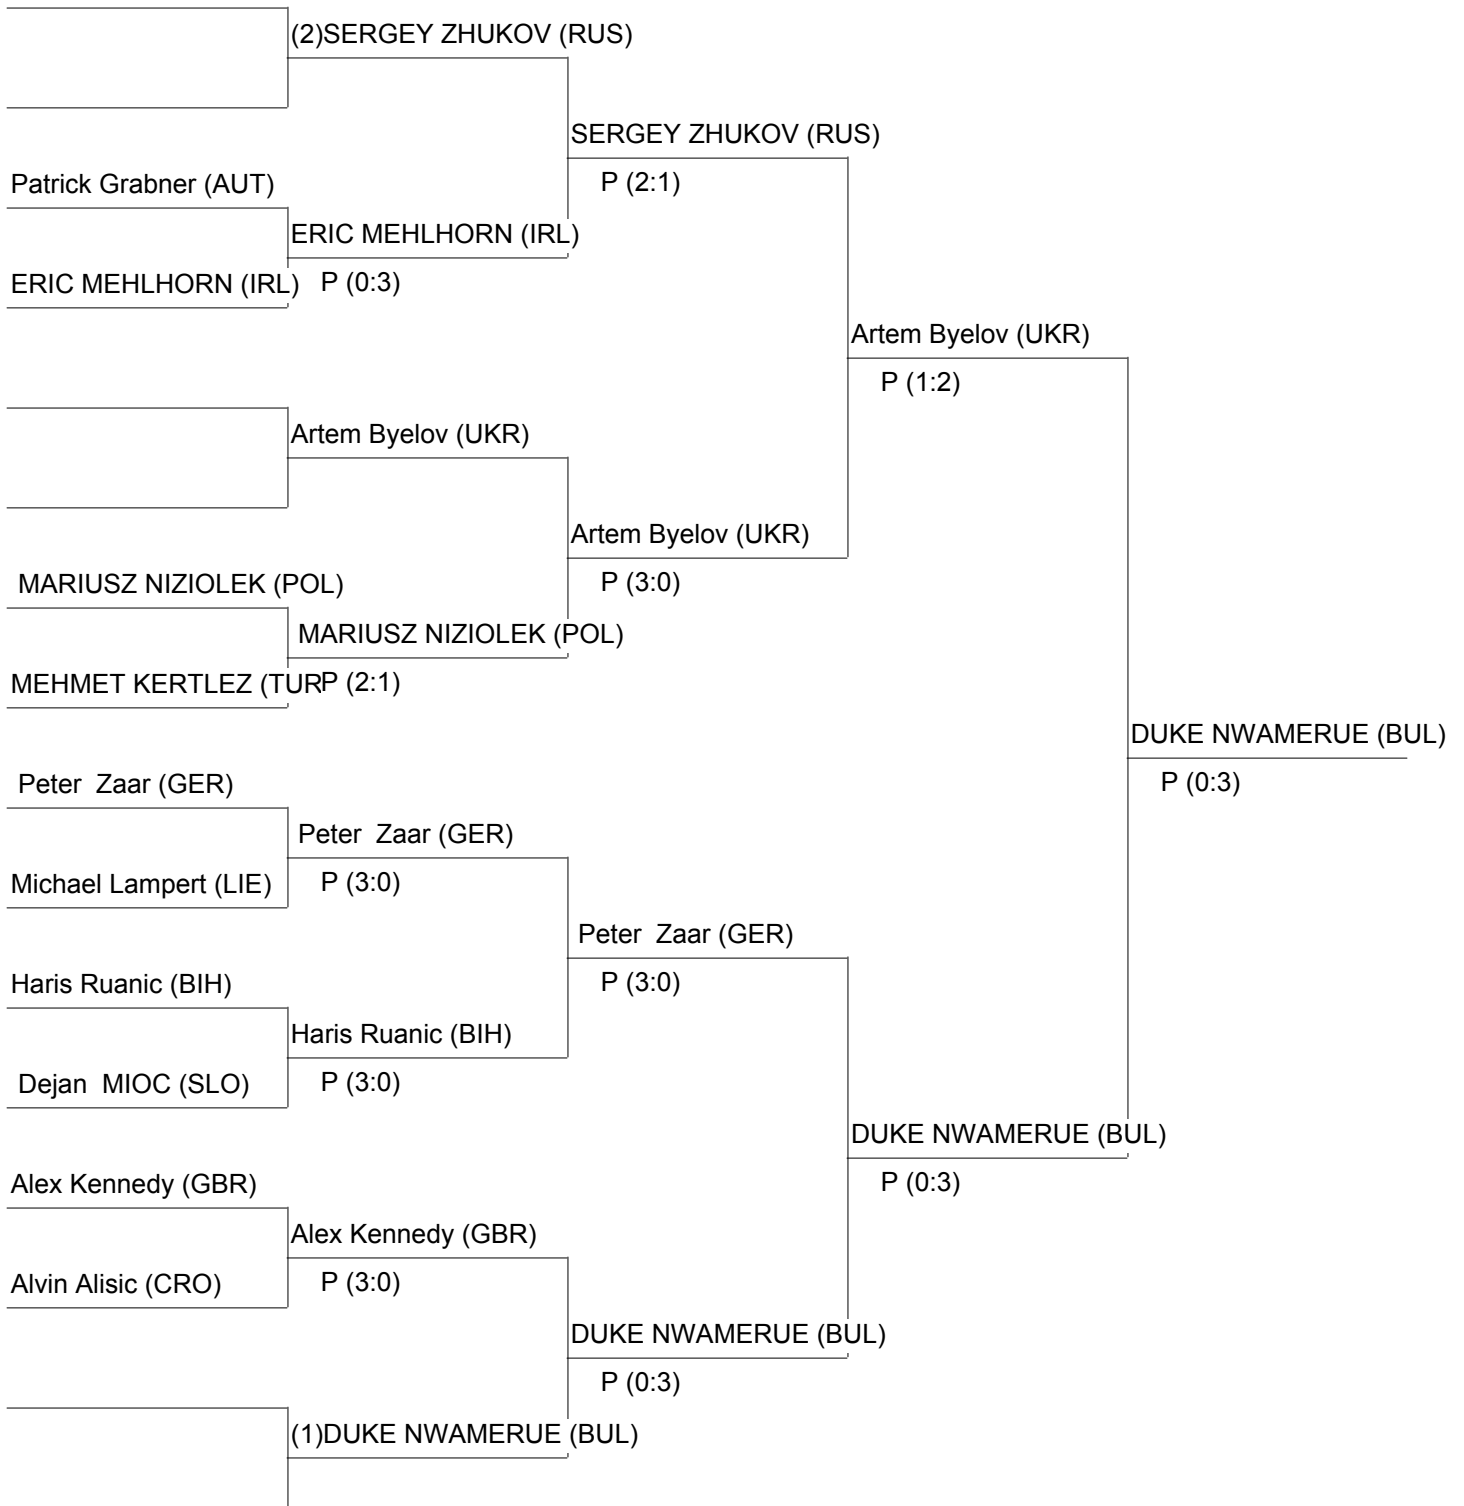 (2)SERGEY ZHUKOV (RUS)
SERGEY ZHUKOV (RUS)
P (2:1)
Patrick Grabner (AUT)
ERIC MEHLHORN (IRL)
ERIC MEHLHORN (IRL) P (0:3)
Artem Byelov (UKR)
P (1:2)
Artem Byelov (UKR)
Artem Byelov (UKR)
P (3:0)
MARIUSZ NIZIOLEK (POL)
MARIUSZ NIZIOLEK (POL)
MEHMET KERTLEZ (TUR P (2:1)
DUKE NWAMERUE (BUL)
P (0:3)
Peter Zaar (GER)
Peter Zaar (GER)
Michael Lampert (LIE) P (3:0)
Peter Zaar (GER)
P (3:0)
Haris Ruanic (BIH)
Haris Ruanic (BIH)
Dejan MIOC (SLO) P (3:0)
DUKE NWAMERUE (BUL)
P (0:3)
Alex Kennedy (GBR)
Alex Kennedy (GBR)
Alvin Alisic (CRO) P (3:0)
DUKE NWAMERUE (BUL)
P (0:3)
(1)DUKE NWAMERUE (BUL)